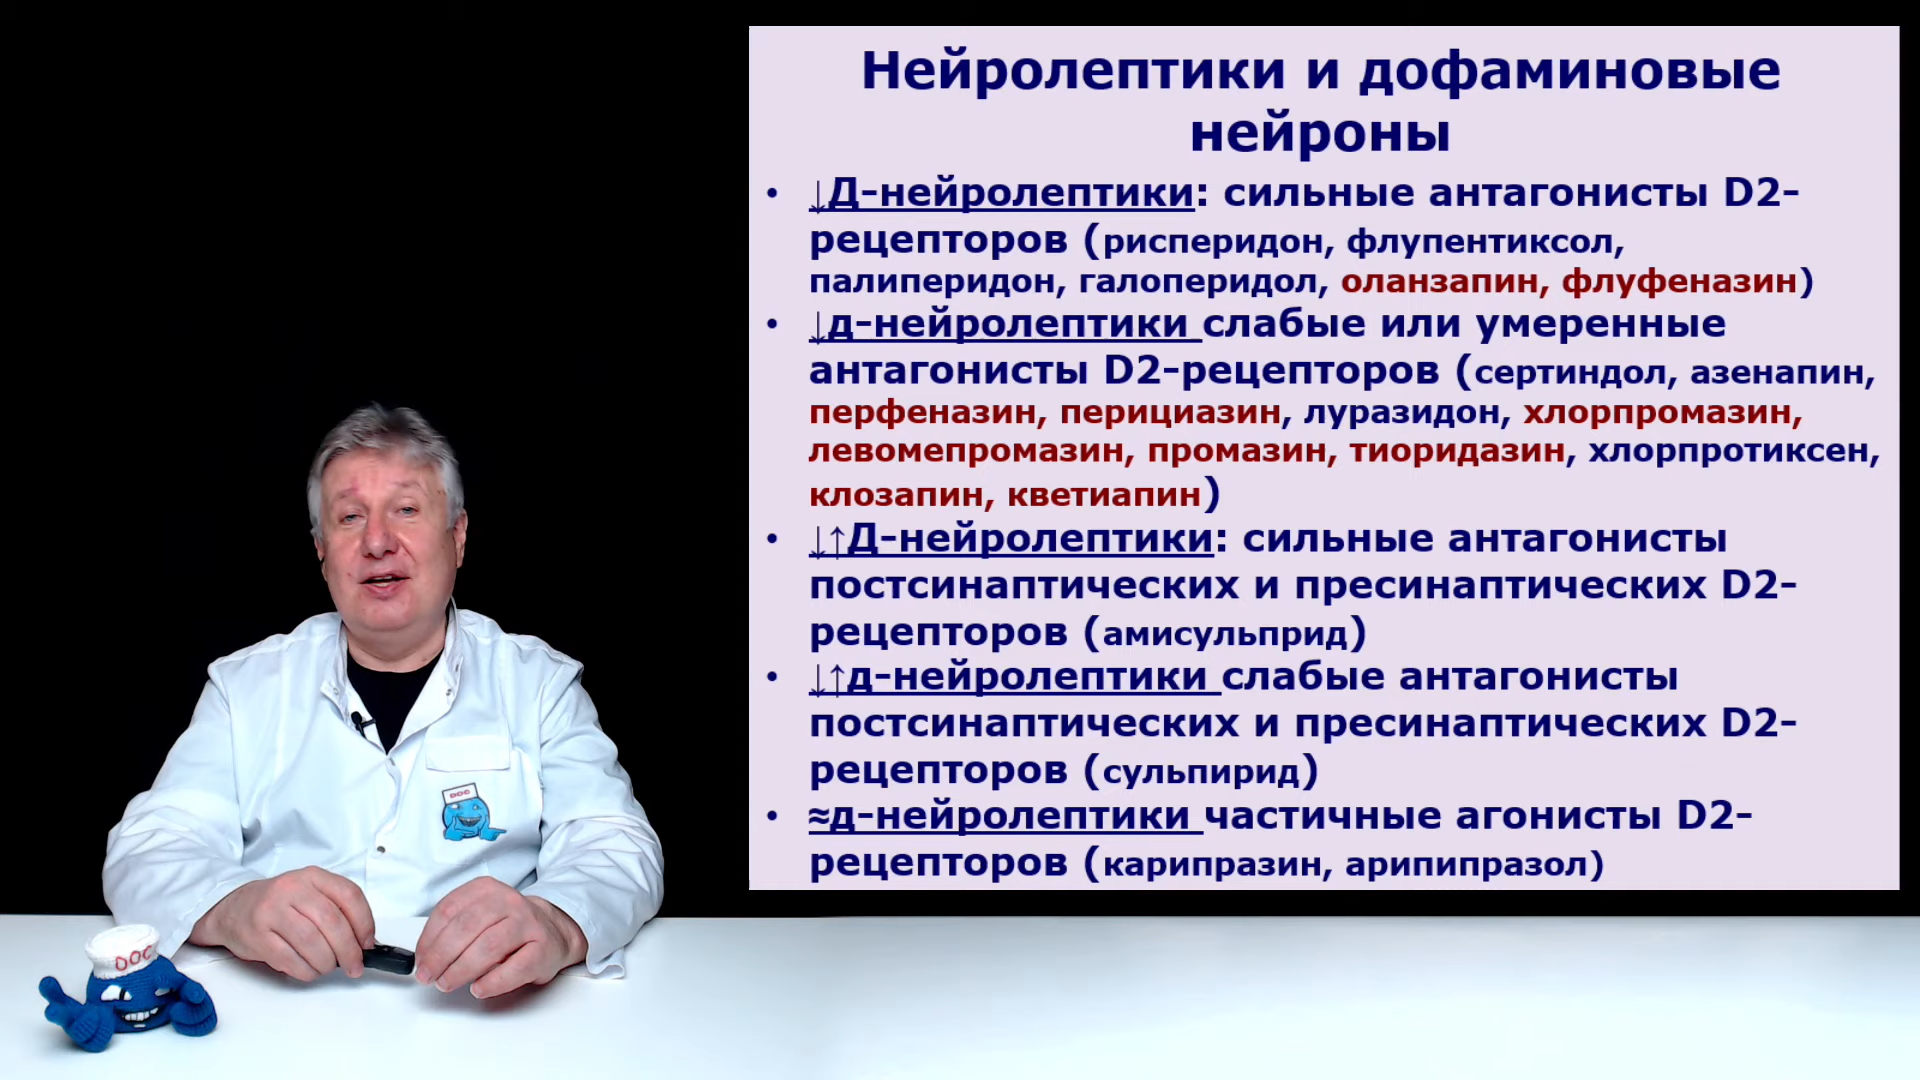 Нейролептики и дофаминовые
нейроны
• ↓Д-нейролептики: сильные антагонисты D2-
рецепторов (рисперидон, флупентиксол,
палиперидон, галоперидол, оланзапин, флуфеназин)
• ↓д-нейролептики слабые или умеренные
антагонисты D2-рецепторов (сертиндол, азенапин,
перфеназин, перициазин, луразидон, хлорпромазин,
левомепромазин, промазин, тиоридазин, хлорпротиксен,
клозапин, кветиапин)
• ↓↑Д-нейролептики: сильные антагонисты
постсинаптических и пресинаптических D2-
рецепторов (амисульприд)
• ↓↑д-нейролептики слабые антагонисты
постсинаптических и пресинаптических D2-
рецепторов (сульпирид)
• ≈д-нейролептики частичные агонисты D2-
рецепторов (карипразин, арипипразол)
DOC
DOC